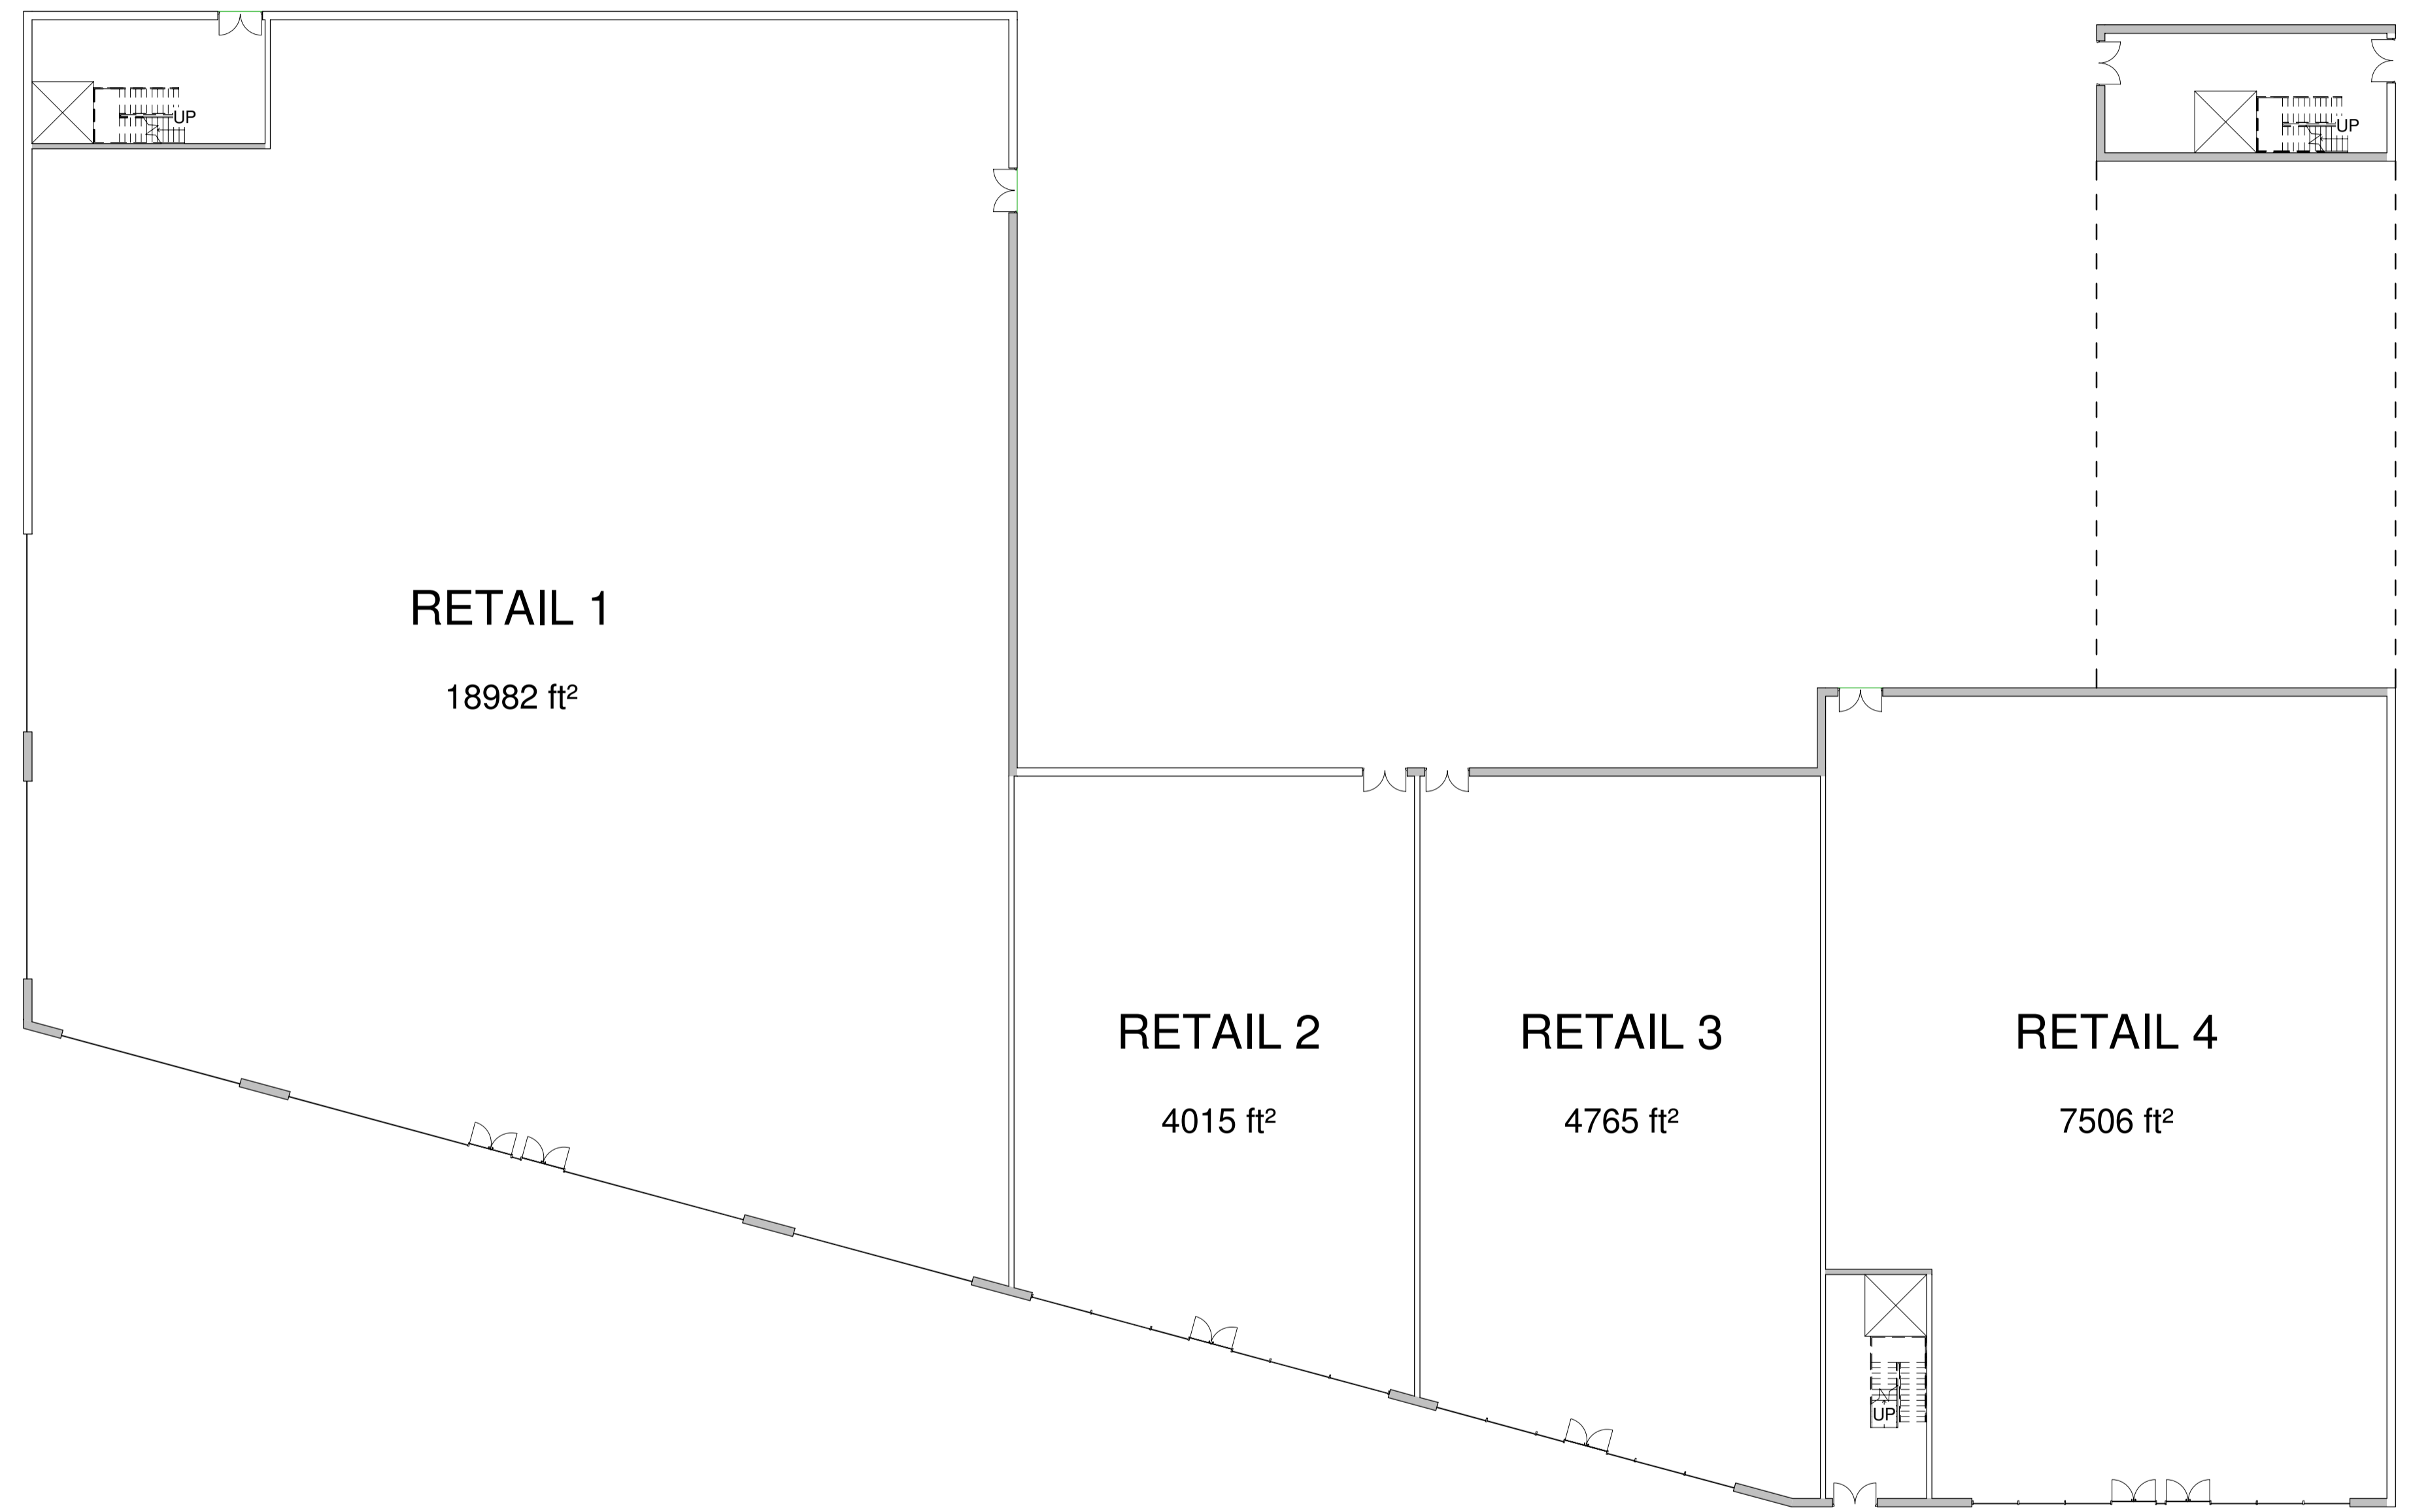 UP
UP
RETAIL 1
18982 ft²
RETAIL 2
4015 ft²
RETAIL 3
4765 ft²
RETAIL 4
7506 ft²
UP